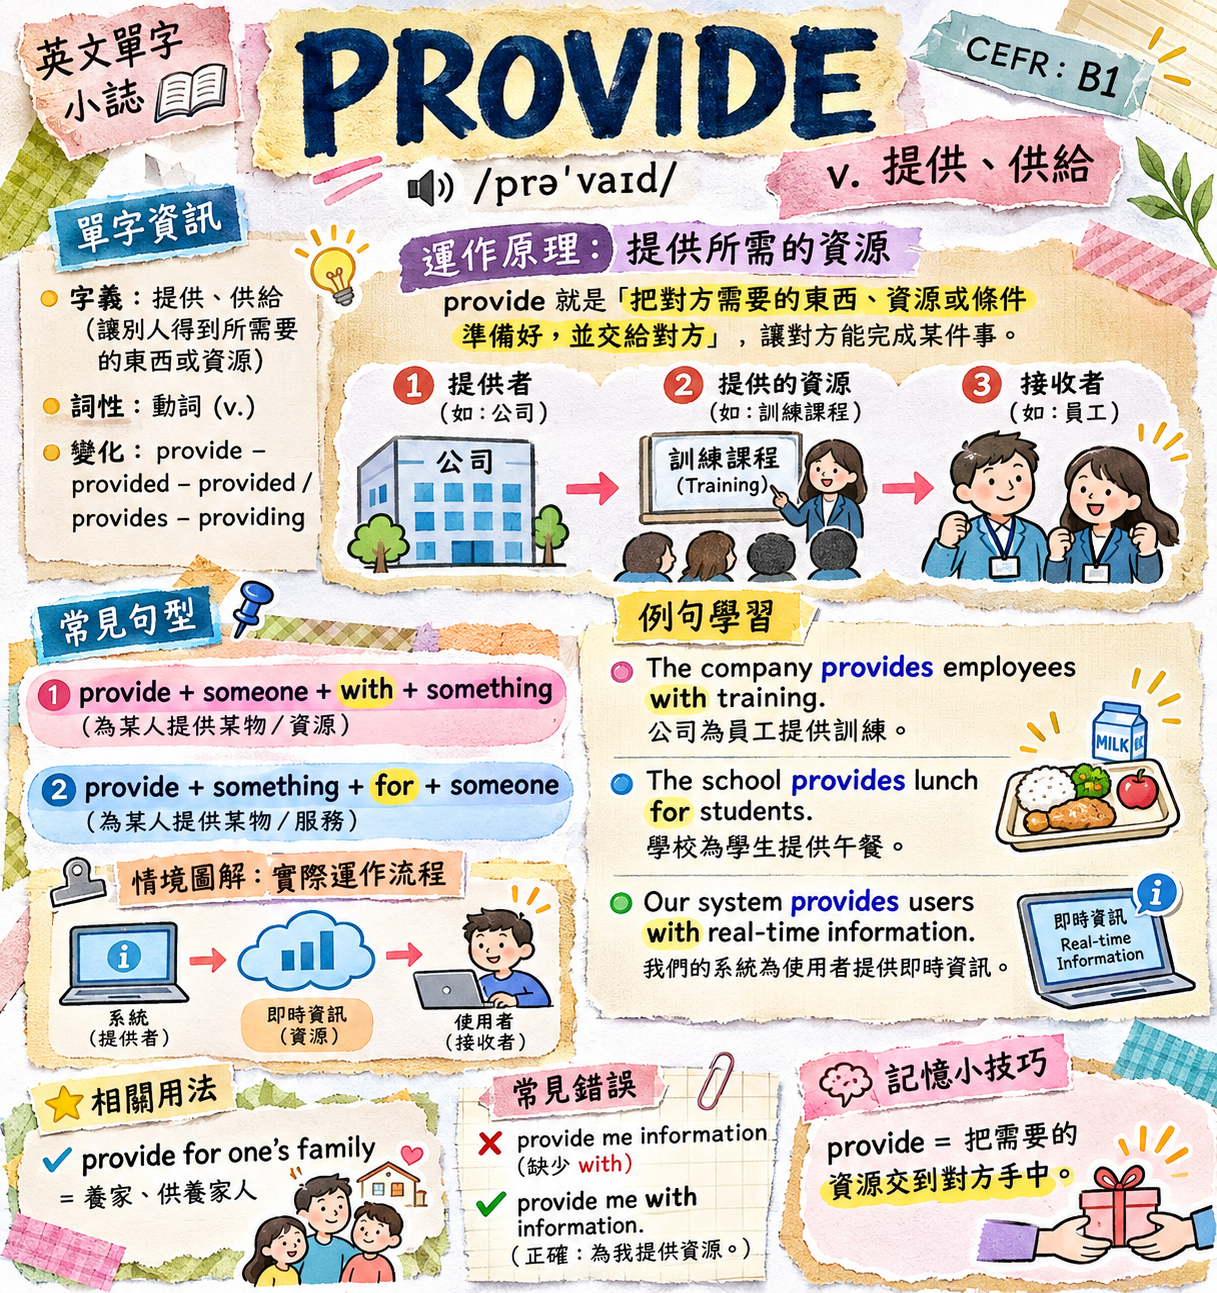 英文單字
小誌
PROVIDE
CEFR: B1
/prəˈvaɪd/
v. 提供、供給
單字資訊
字義：提供、供給
（讓別人得到所需要
的東西或資源）
詞性：動詞 (v.)
變化： provide –
provided – provided /
provides – providing
運作原理：提供所需的資源
provide 就是「把對方需要的東西、資源或條件
準備好，並交給對方」，讓對方能完成某件事。
1 提供者
（如：公司）
公司
2 提供的資源
（如：訓練課程）
訓練課程
(Training)
3 接收者
（如：員工）
常見句型
1 provide + someone + with + something
（為某人提供某物／資源）
2 provide + something + for + someone
（為某人提供某物／服務）
情境圖解：實際運作流程
i
系統
（提供者）
即時資訊
（資源）
使用者
（接收者）
例句學習
The company provides employees
with training.
公司為員工提供訓練。
The school provides lunch
for students.
學校為學生提供午餐。
MILK
Our system provides users
with real-time information.
我們的系統為使用者提供即時資訊。
i
即時資訊
Real-time
Information
相關用法
provide for one's family
= 養家、供養家人
常見錯誤
provide me information
（缺少 with）
provide me with
information.
（正確：為我提供資源。）
記憶小技巧
provide = 把需要的
資源交到對方手中。